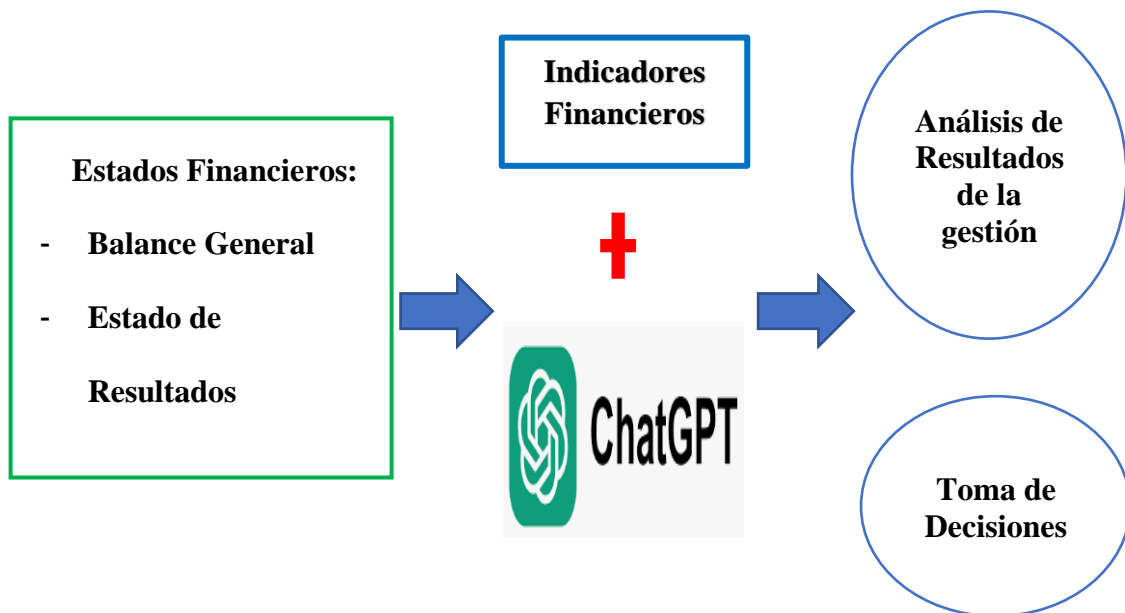 Estados Financieros:
- Balance General
- Estado de
Resultados
Indicadores
Financieros
+
ChatGPT
Análisis de
Resultados
de la
gestión
Toma de
Decisiones